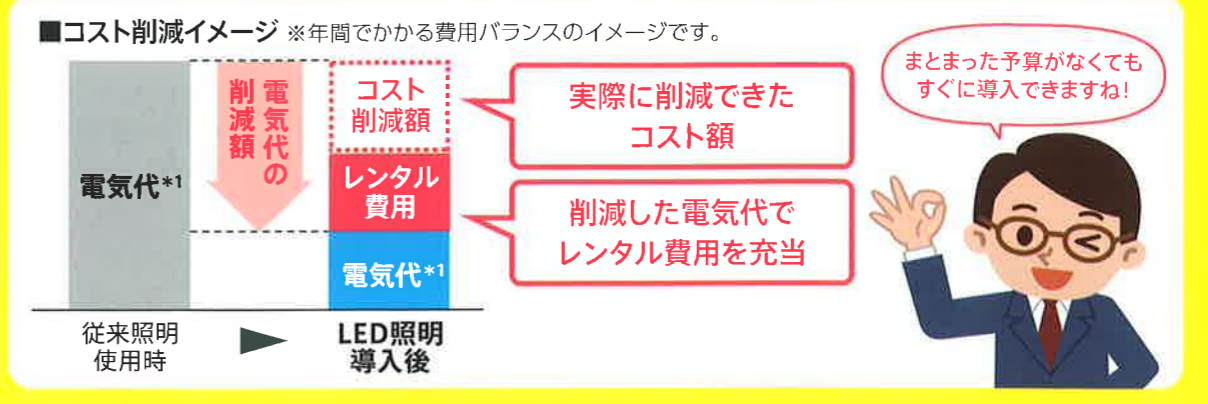 ■コスト削減イメージ ※年間でかかる費用バランスのイメージです。
電気代*1
電気代の
削減額
コスト
削減額
レンタル
費用
電気代*1
実際に削減できた
コスト額
削減した電気代で
レンタル費用を充当
まとまった予算がなくても
すぐに導入できますね!
従来照明
使用時
LED照明
導入後